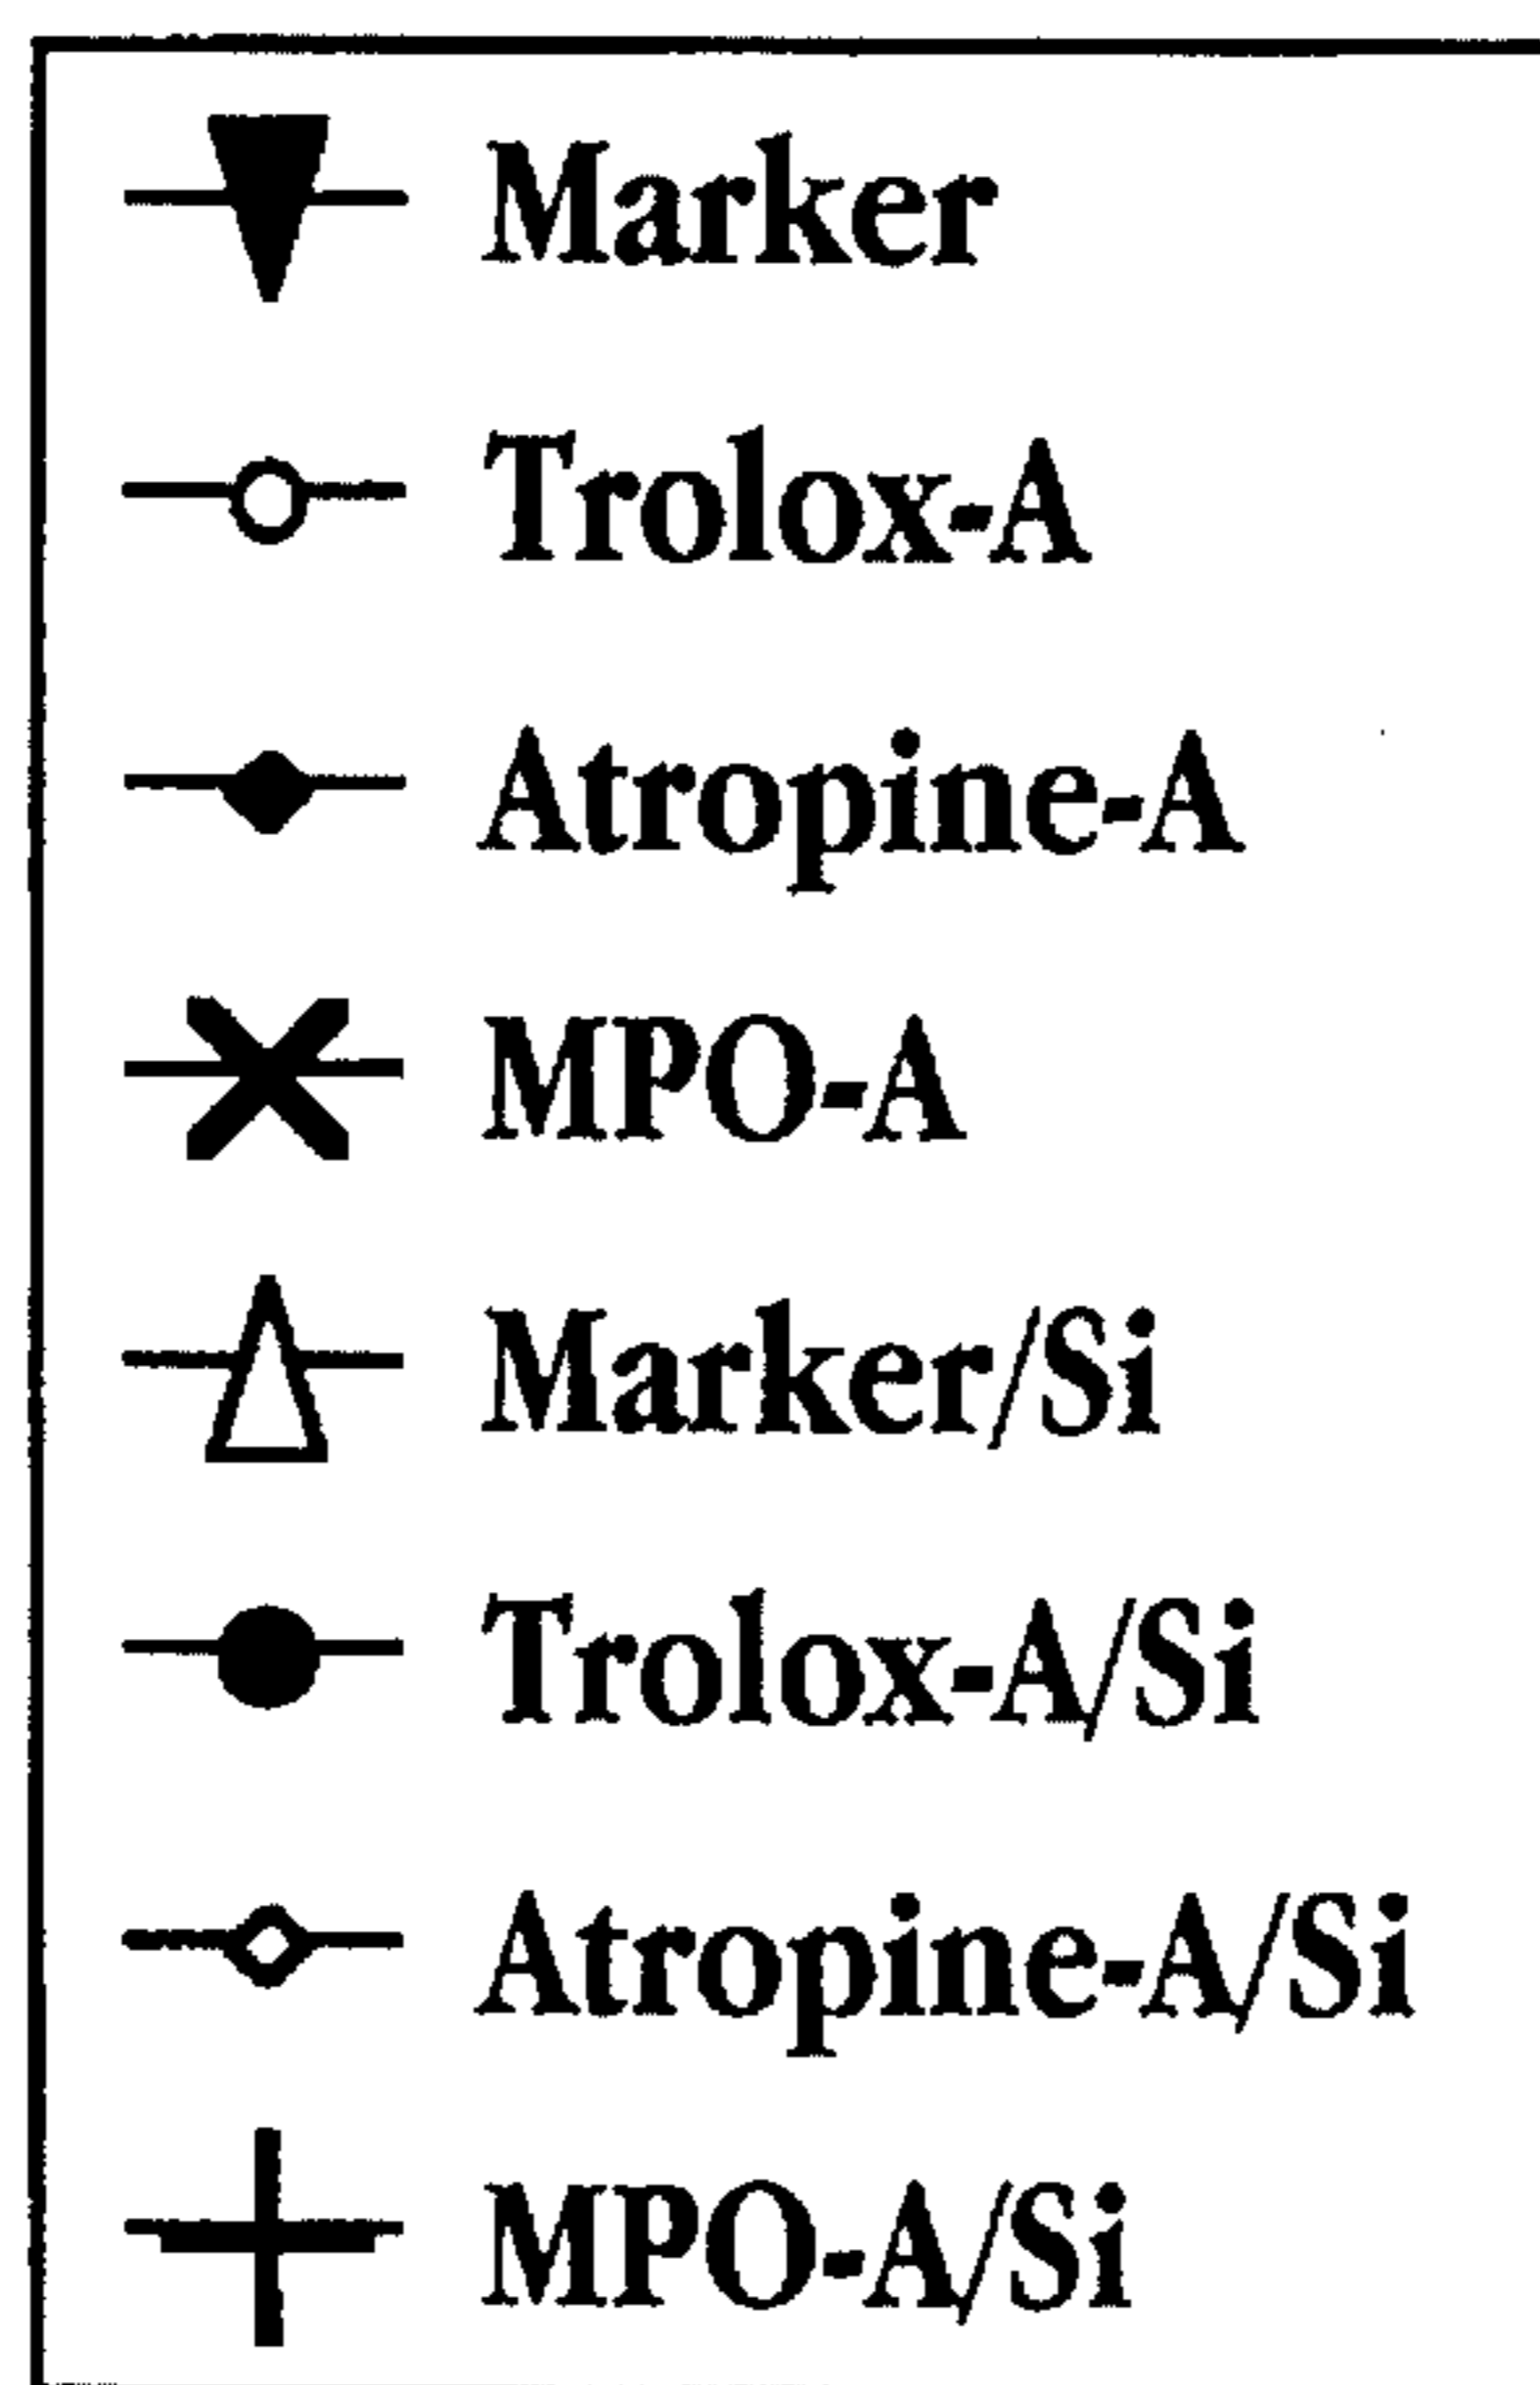 Marker
Trolox-A
Atropine-A
MPO-A
Marker/Si
Trolox-A/Si
Atropine-A/Si
MPO-A/Si